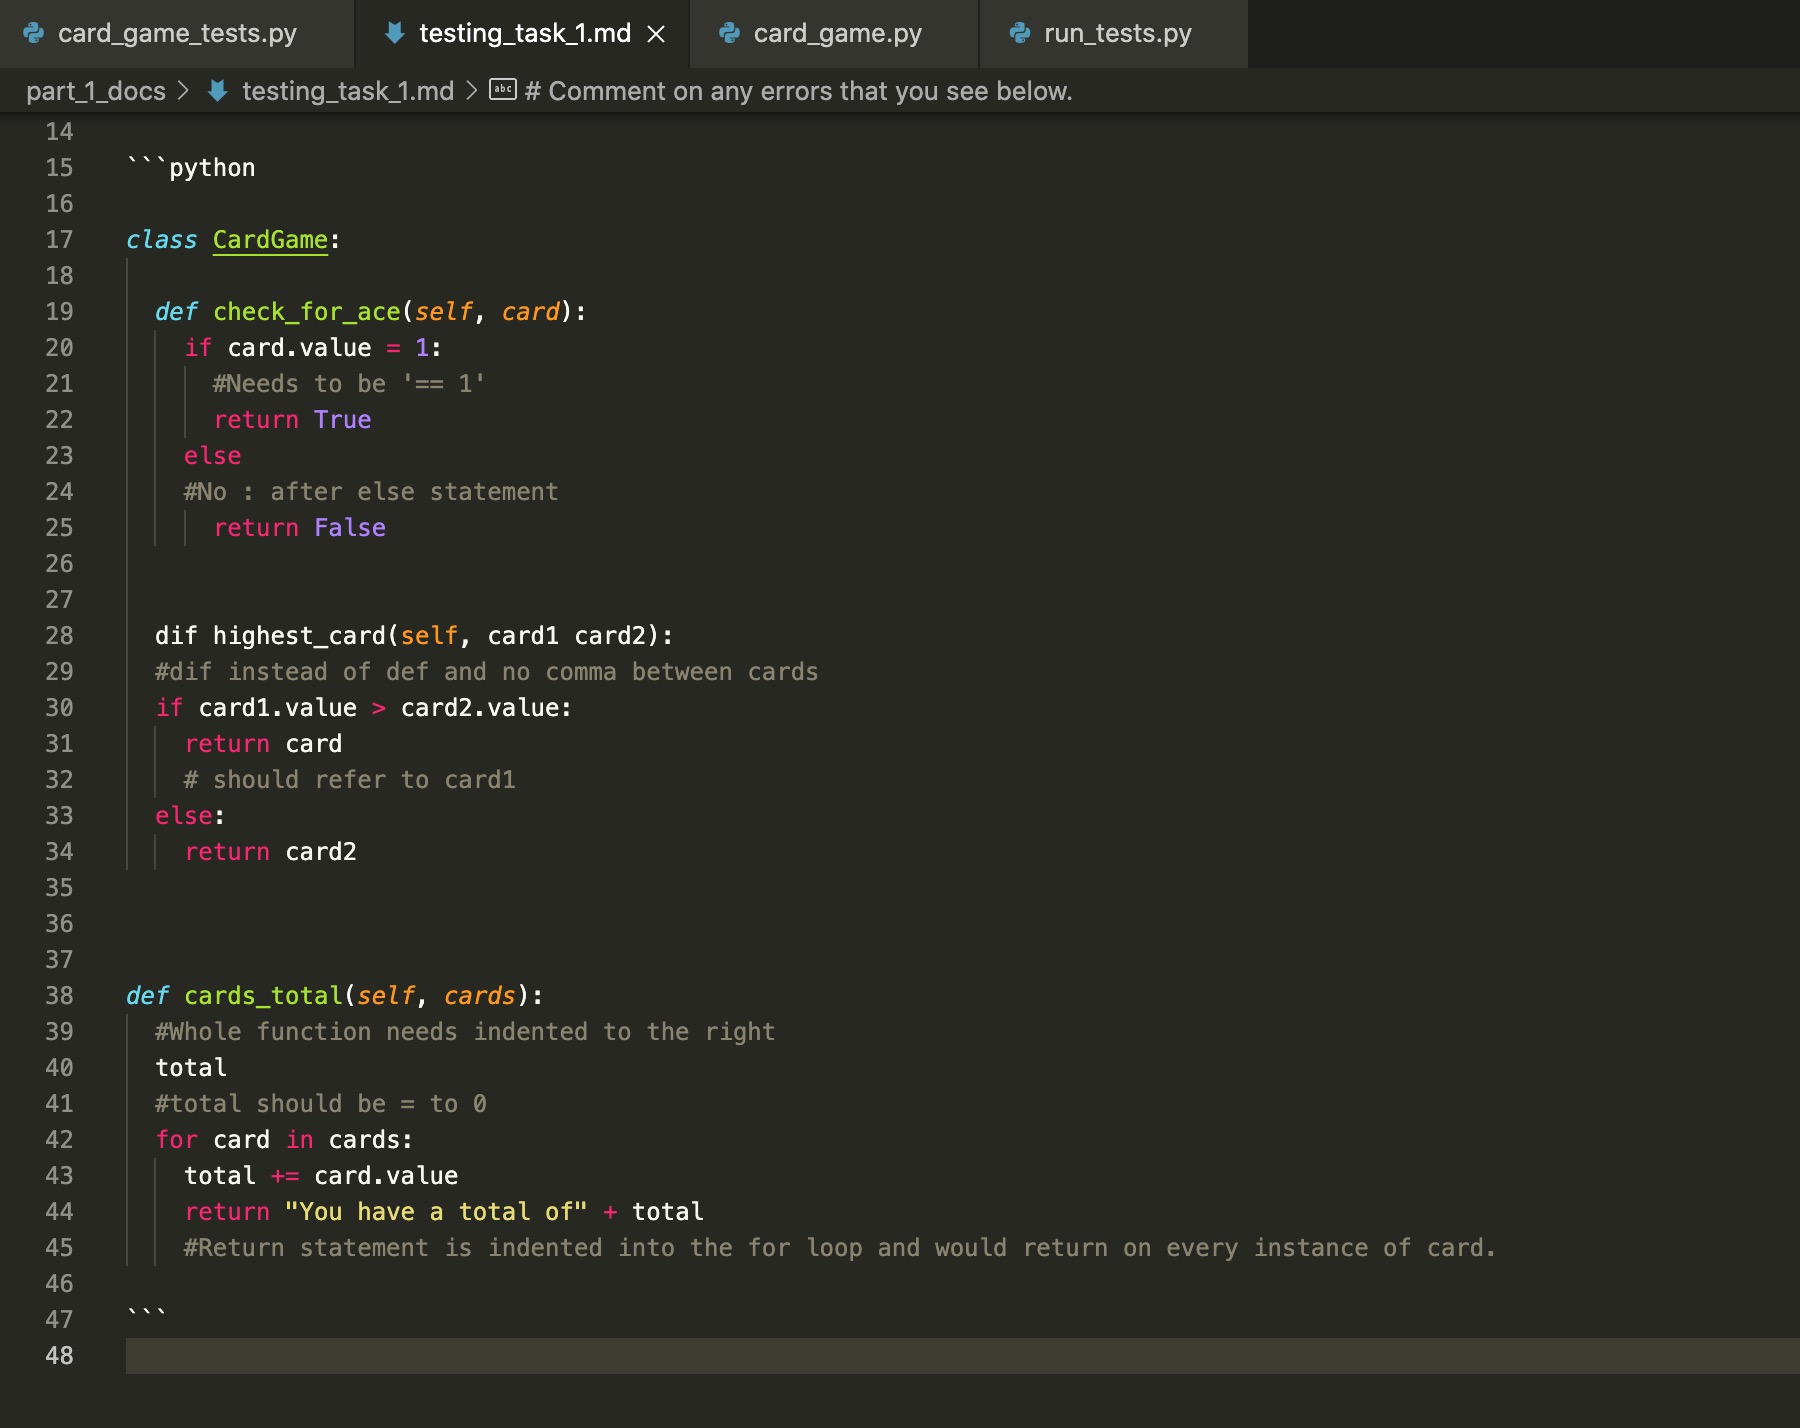 card_game_tests.py testing_task_1.md card_game.py run_tests.py
part_1_docs > testing_task_1.md > abc # Comment on any errors that you see below.
14
15 ```python
16
17 class CardGame:
18
19   def check_for_ace(self, card):
20     if card.value = 1:
21       #Needs to be '== 1'
22       return True
23     else
24     #No : after else statement
25       return False
26
27
28   dif highest_card(self, card1 card2):
29   #dif instead of def and no comma between cards
30   if card1.value > card2.value:
31     return card
32     # should refer to card1
33   else:
34     return card2
35
36
37
38 def cards_total(self, cards):
39   #Whole function needs indented to the right
40   total
41   #total should be = to 0
42   for card in cards:
43     total += card.value
44     return "You have a total of" + total
45     #Return statement is indented into the for loop and would return on every instance of card.
46
47 ```
48